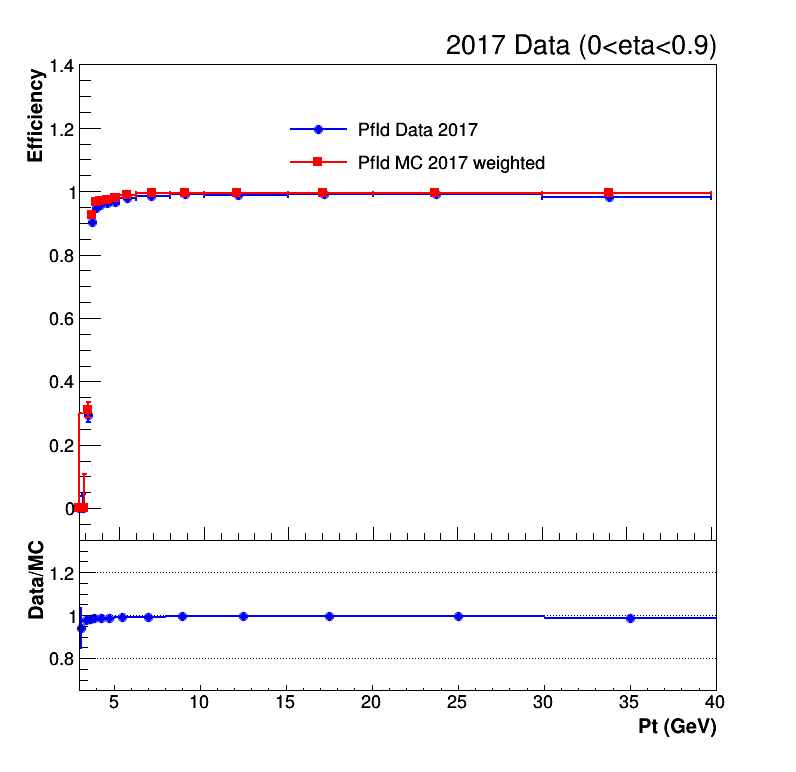 2017 Data (0<eta<0.9)
Efficiency
1.4
1.2
1
0.8
0.6
0.4
0.2
0
PfId Data 2017
PfId MC 2017 weighted
Data/MC
1.2
1
0.8
5 10 15 20 25 30 35 40
Pt (GeV)